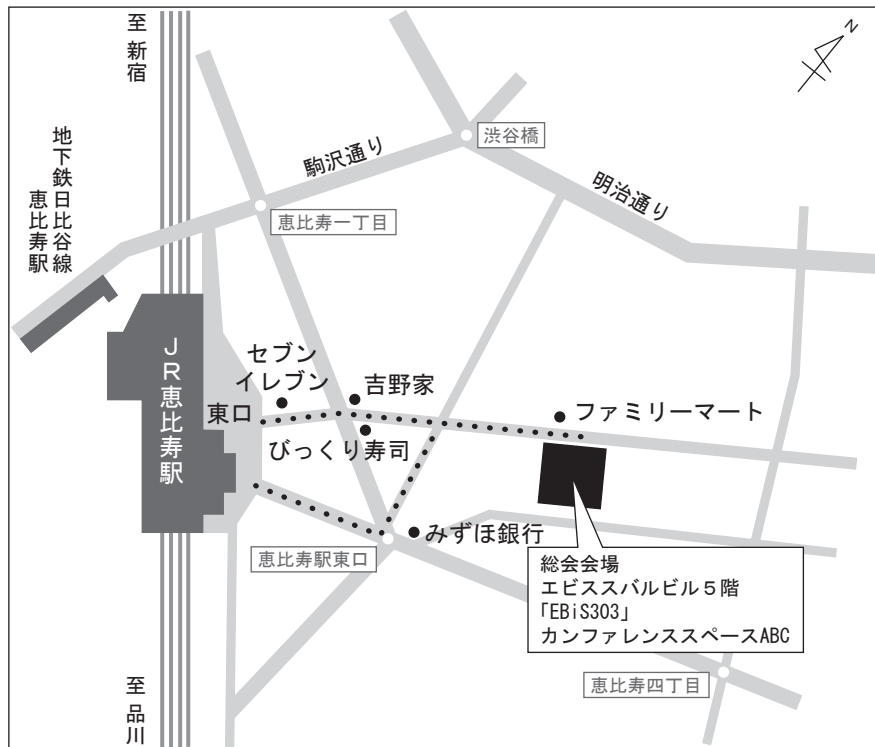 至 新宿
N
渋谷橋
駒沢通り
明治通り
地下鉄日比谷線
恵比寿駅
恵比寿一丁目
JR恵比寿駅
セブン
イレブン
吉野家
東口
ファミリーマート
びっくり寿司
みずほ銀行
恵比寿駅東口
総会会場
エビススバルビル5階
「EBiS303」
カンファレンススペースABC
恵比寿四丁目
至 品川